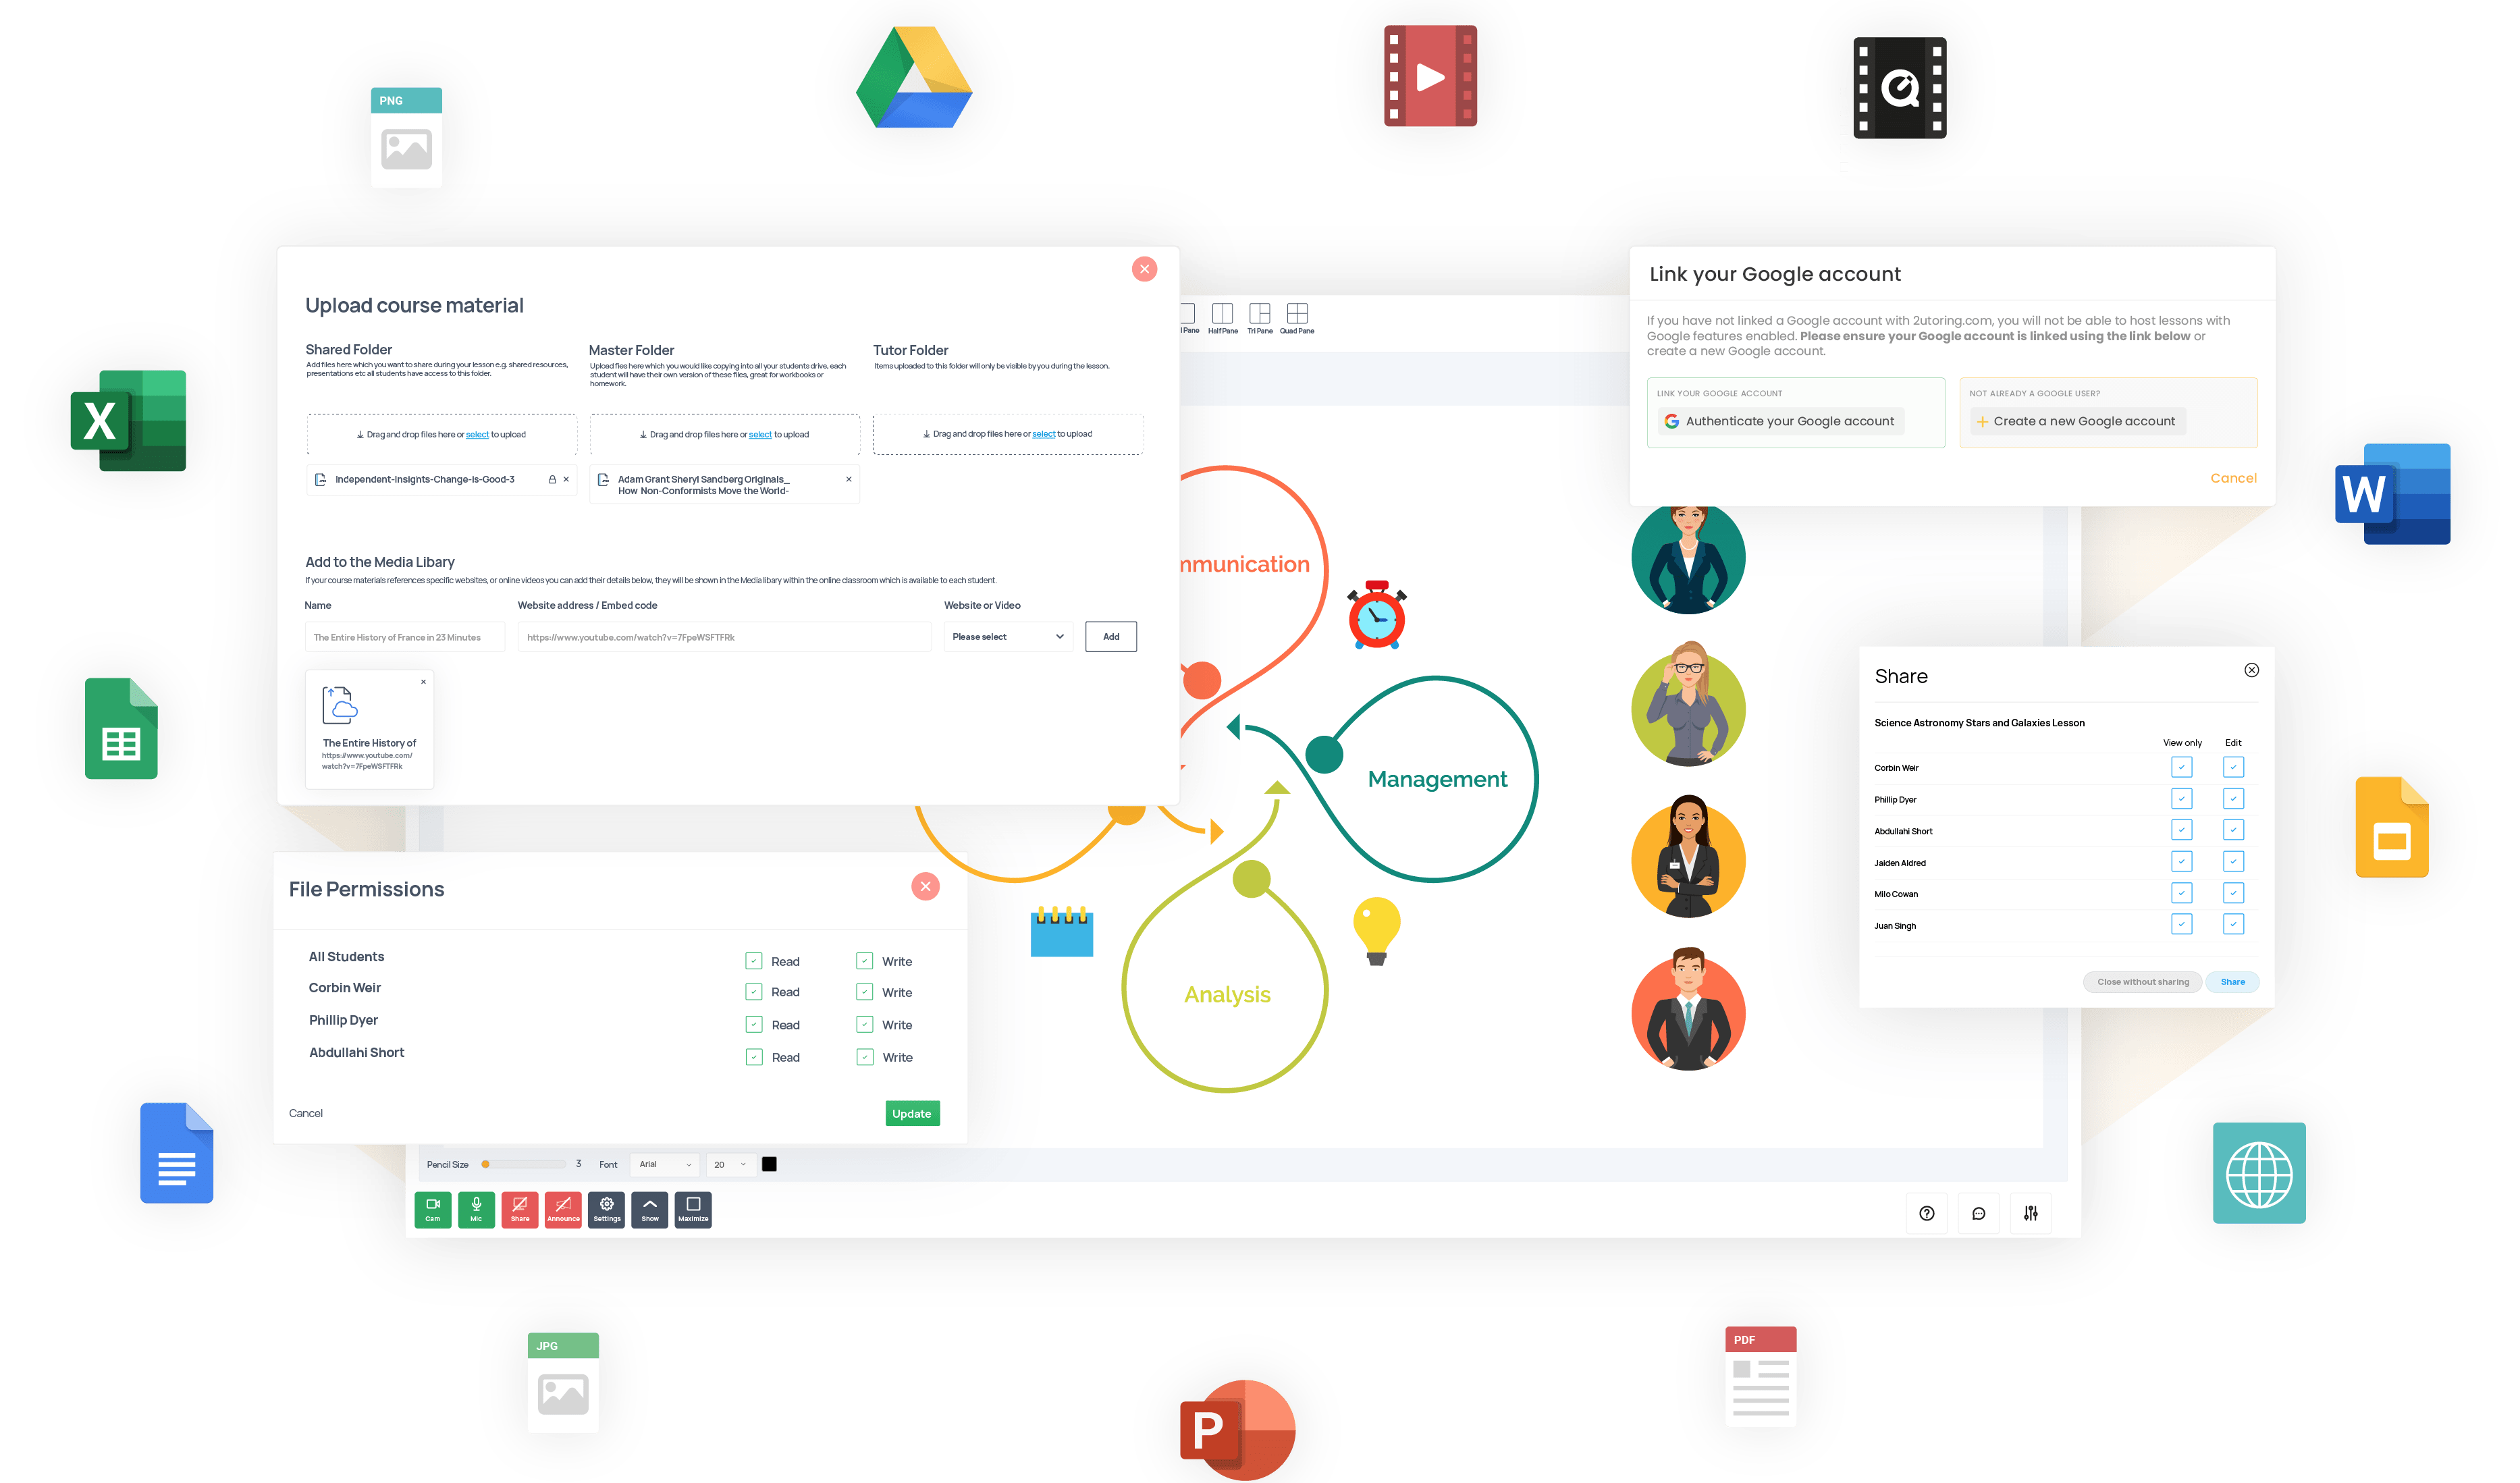 PNG
Upload course material
Shared Folder
Add files here which you want to share during your lesson e.g. shared resources,
presentations etc all students have access to this folder.
Master Folder
Upload fies here which you would like copying into all your students drive, each
student will have their own version of these files, great for workbooks or
homework.
Tutor Folder
Items uploaded to this folder will only be visible by you during the lesson.
Drag and drop files here or select to upload
Drag and drop files here or select to upload
Drag and drop files here or select to upload
Independent-Insights-Change-is-Good-3
Adam Grant Sheryl Sandberg Originals_
How Non-Conformists Move the World-
Add to the Media Libary
If your course materials references specific websites, or online videos you can add their details below, they will be shown in the Media libary within the online classroom which is available to each student.
Name
Website address / Embed code
Website or Video
The Entire History of France in 23 Minutes
https://www.youtube.com/watch?v=7FpeWSFTFRk
Please select
Add
The Entire History of
https://www.youtube.com/
watch?v=7FpeWSFTFRk
Pane
Half Pane
Tri Pane
Quad Pane
Link your Google account
If you have not linked a Google account with 2utoring.com, you will not be able to host lessons with
Google features enabled. Please ensure your Google account is linked using the link below or
create a new Google account.
LINK YOUR GOOGLE ACCOUNT
Authenticate your Google account
NOT ALREADY A GOOGLE USER?
Create a new Google account
Cancel
X
W
mmunication
Management
Analysis
Share
Science Astronomy Stars and Galaxies Lesson
View only
Edit
Corbin Weir
Phillip Dyer
Abdullahi Short
Jaiden Aldred
Milo Cowan
Juan Singh
Close without sharing
Share
File Permissions
All Students
Read
Write
Corbin Weir
Read
Write
Phillip Dyer
Read
Write
Abdullahi Short
Read
Write
Cancel
Update
Pencil Size
3
Font
Arial
20
Cam
Mic
Share
Announce
Settings
Show
Maximize
JPG
P
PDF